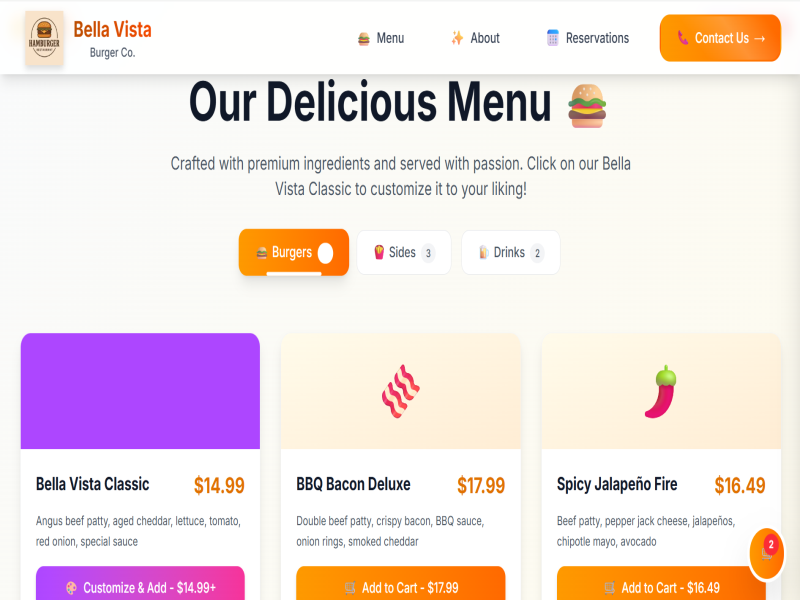 HAMBURGER
Bella Vista
Burger Co.
Menu
About
Reservations
Contact Us →
Our Delicious Menu
Crafted with premium ingredients and served with passion. Click on our Bella
Vista Classic to customize it to your liking!
Burgers
Sides 3
Drinks 2
Bella Vista Classic $14.99
Angus beef patty, aged cheddar, lettuce, tomato,
red onion, special sauce
Customize & Add - $14.99+
BBQ Bacon Deluxe $17.99
Double beef patty, crispy bacon, BBQ sauce,
onion rings, smoked cheddar
Add to Cart - $17.99
Spicy Jalapeño Fire $16.49
Beef patty, pepper jack cheese, jalapeños,
chipotle mayo, avocado
Add to Cart - $16.49
2